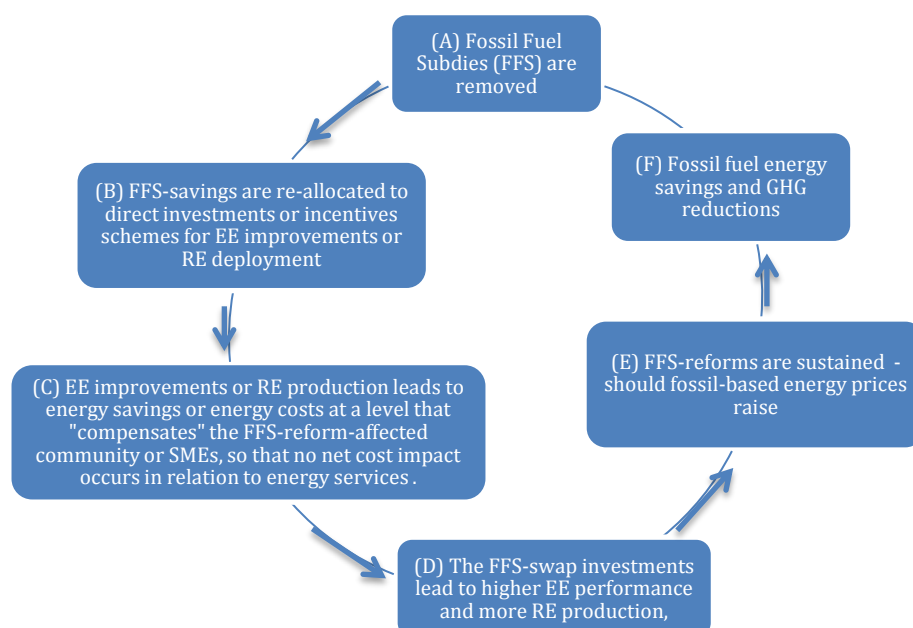 (A) Fossil Fuel
Subdies (FFS) are
removed
(B) FFS-savings are re-allocated to
direct investments or incentives
schemes for EE improvements or
RE deployment
(C) EE improvements or RE production leads to
energy savings or energy costs at a level that
"compensates" the FFS-reform-affected
community or SMEs, so that no net cost impact
occurs in relation to energy services .
(D) The FFS-swap investments
lead to higher EE performance
and more RE production,
(E) FFS-reforms are sustained -
should fossil-based energy prices
raise
(F) Fossil fuel energy
savings and GHG
reductions